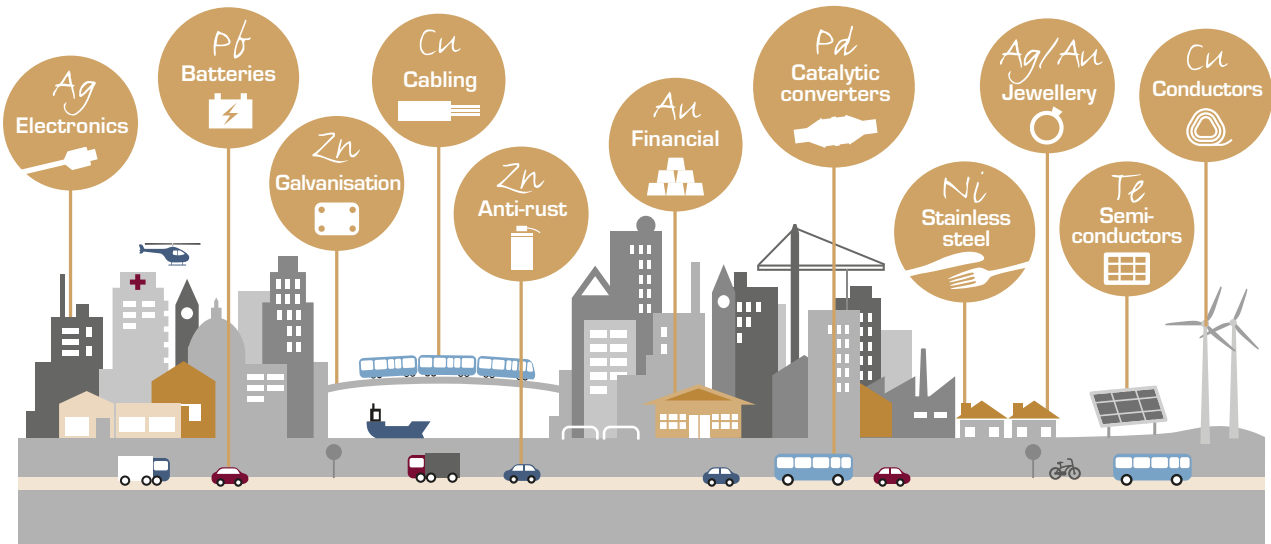 Ag
Electronics
Pb
Batteries
Zn
Galvanisation
Cu
Cabling
Zn
Anti-rust
Au
Financial
Pd
Catalytic
converters
Ni
Stainless
steel
Ag/Au
Jewellery
Te
Semi-
conductors
Cu
Conductors